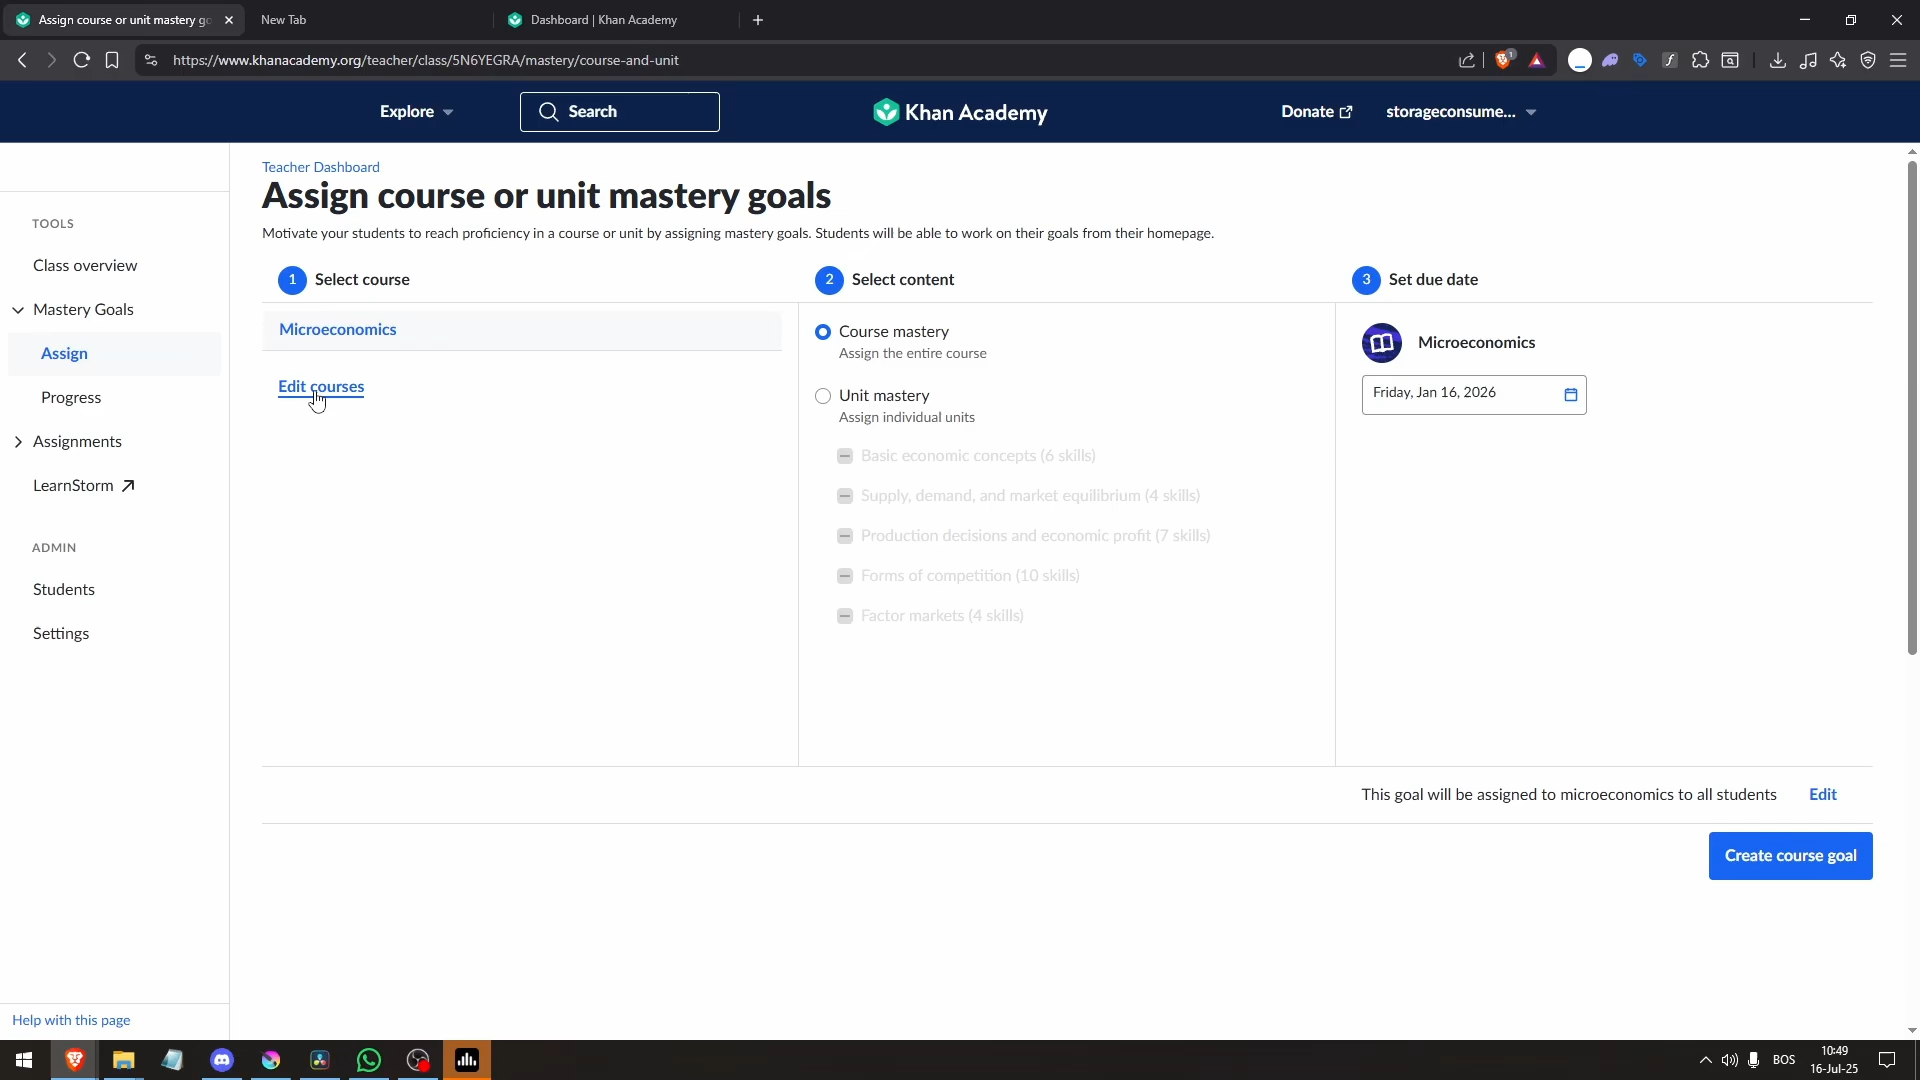 Assign course or unit mastery go
New Tab
Dashboard | Khan Academy
https://www.khanacademy.org/teacher/class/5N6YEGRA/mastery/course-and-unit
1
Explore
Search
Khan Academy
Donate
storageconsume...
Teacher Dashboard
Assign course or unit mastery goals
Motivate your students to reach proficiency in a course or unit by assigning mastery goals. Students will be able to work on their goals from their homepage.
TOOLS
Class overview
Mastery Goals
Assign
Progress
Assignments
LearnStorm
ADMIN
Students
Settings
Help with this page
1 Select course
Microeconomics
Edit courses
2 Select content
Course mastery
Assign the entire course
Unit mastery
Assign individual units
Basic economic concepts (6 skills)
Supply, demand, and market equilibrium (4 skills)
Production decisions and economic profit (7 skills)
Forms of competition (10 skills)
Factor markets (4 skills)
3 Set due date
Microeconomics
Friday, Jan 16, 2026
This goal will be assigned to microeconomics to all students
Edit
Create course goal
BOS
10:49
16-Jul-25